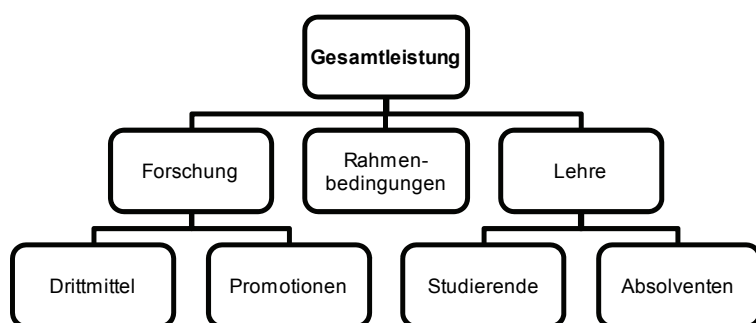 Gesamtleistung
Forschung
Rahmen-
bedingungen
Lehre
Drittmittel
Promotionen
Studierende
Absolventen